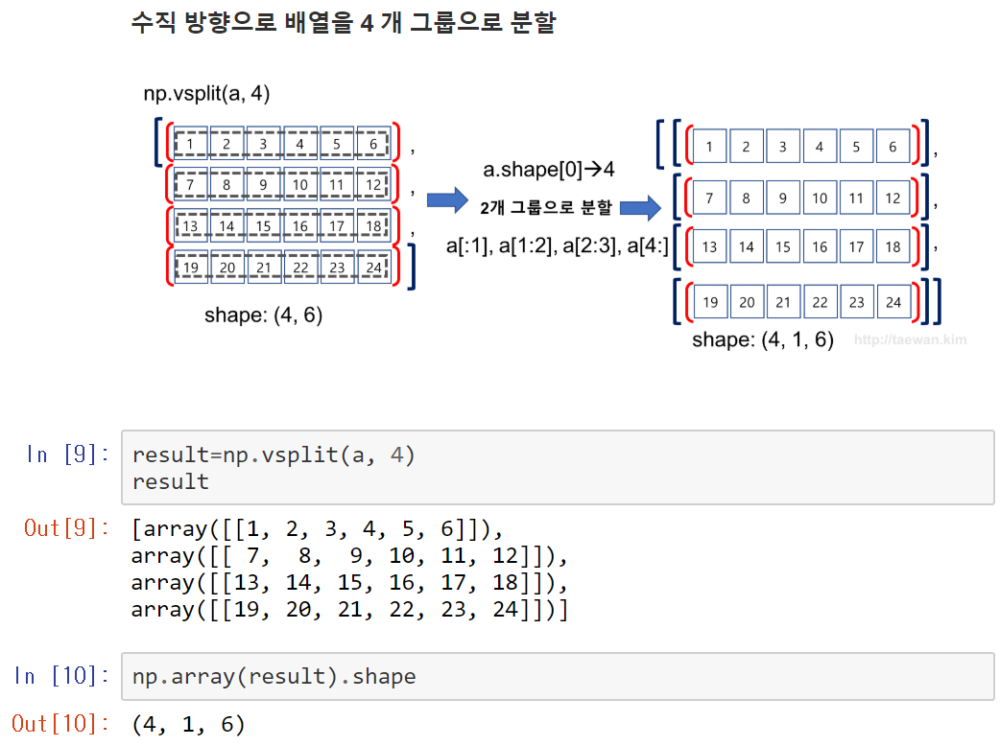 수직 방향으로 배열을 4 개 그룹으로 분할
np.vsplit(a, 4)
1 2 3 4 5 6 ,
7 8 9 10 11 12 ,
13 14 15 16 17 18 ,
19 20 21 22 23 24
shape: (4, 6)
a.shape[0]→4
2개 그룹으로 분할
a[:1], a[1:2], a[2:3], a[4:]
1 2 3 4 5 6 ,
7 8 9 10 11 12 ,
13 14 15 16 17 18 ,
19 20 21 22 23 24
shape: (4, 1, 6)
http://taewan.kim
In [9]:
result=np.vsplit(a, 4)
result
Out[9]:
[array([[1, 2, 3, 4, 5, 6]]),
array([[ 7,  8,  9, 10, 11, 12]]),
array([[13, 14, 15, 16, 17, 18]]),
array([[19, 20, 21, 22, 23, 24]])]
In [10]:
np.array(result).shape
Out[10]:
(4, 1, 6)